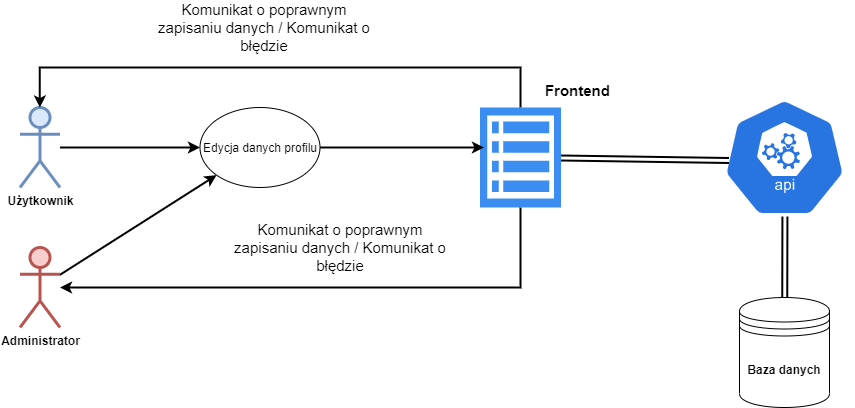 Komunikat o poprawnym
zapisaniu danych / Komunikat o
błędzie
Frontend
Edycja danych profilu
api
Użytkownik
Komunikat o poprawnym
zapisaniu danych / Komunikat o
błędzie
Administrator
Baza danych